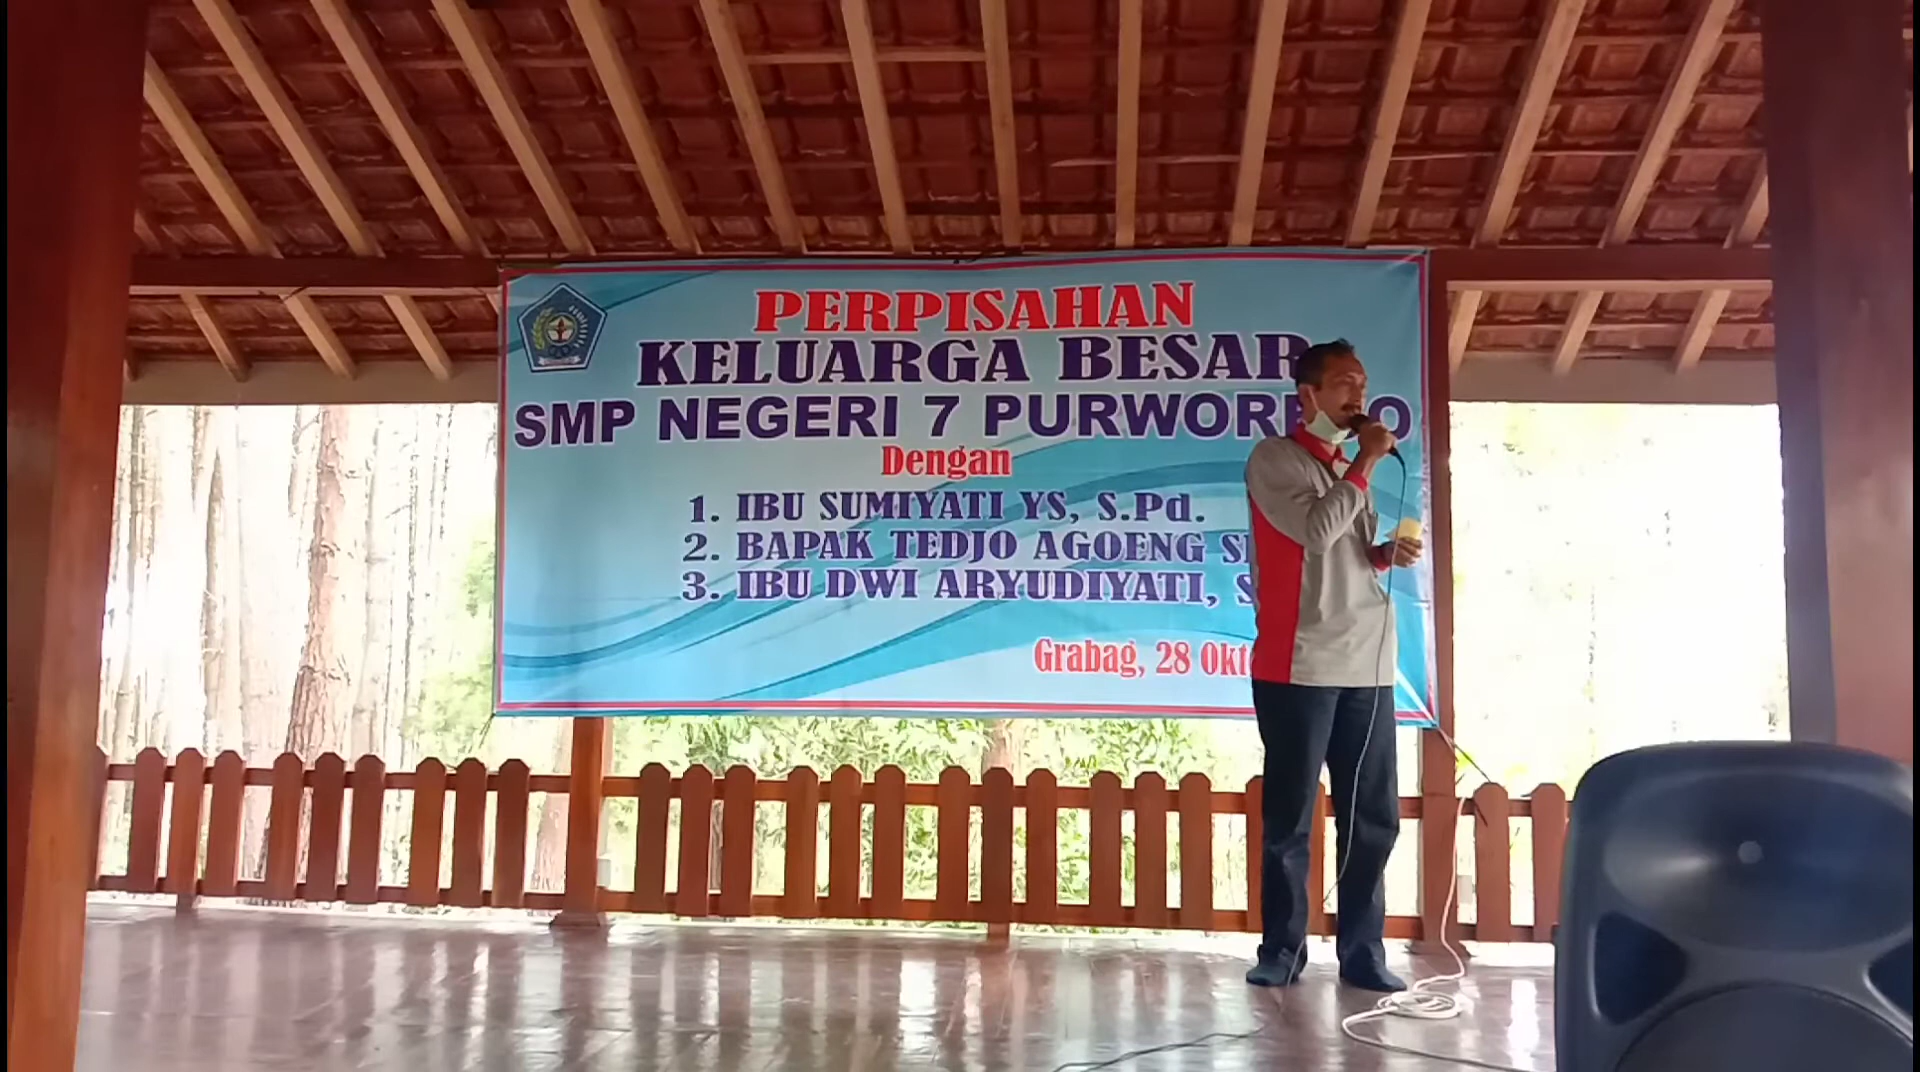 PERPISAHAN
KELUARGA BESAR
SMP NEGERI 7
Dengan
1. IBU SUMIYATI YS, S.Pd.
2. BAPAK TEDJO AGOENG
3. IBU DWI ARYUDIYATI,
Grabag, 28